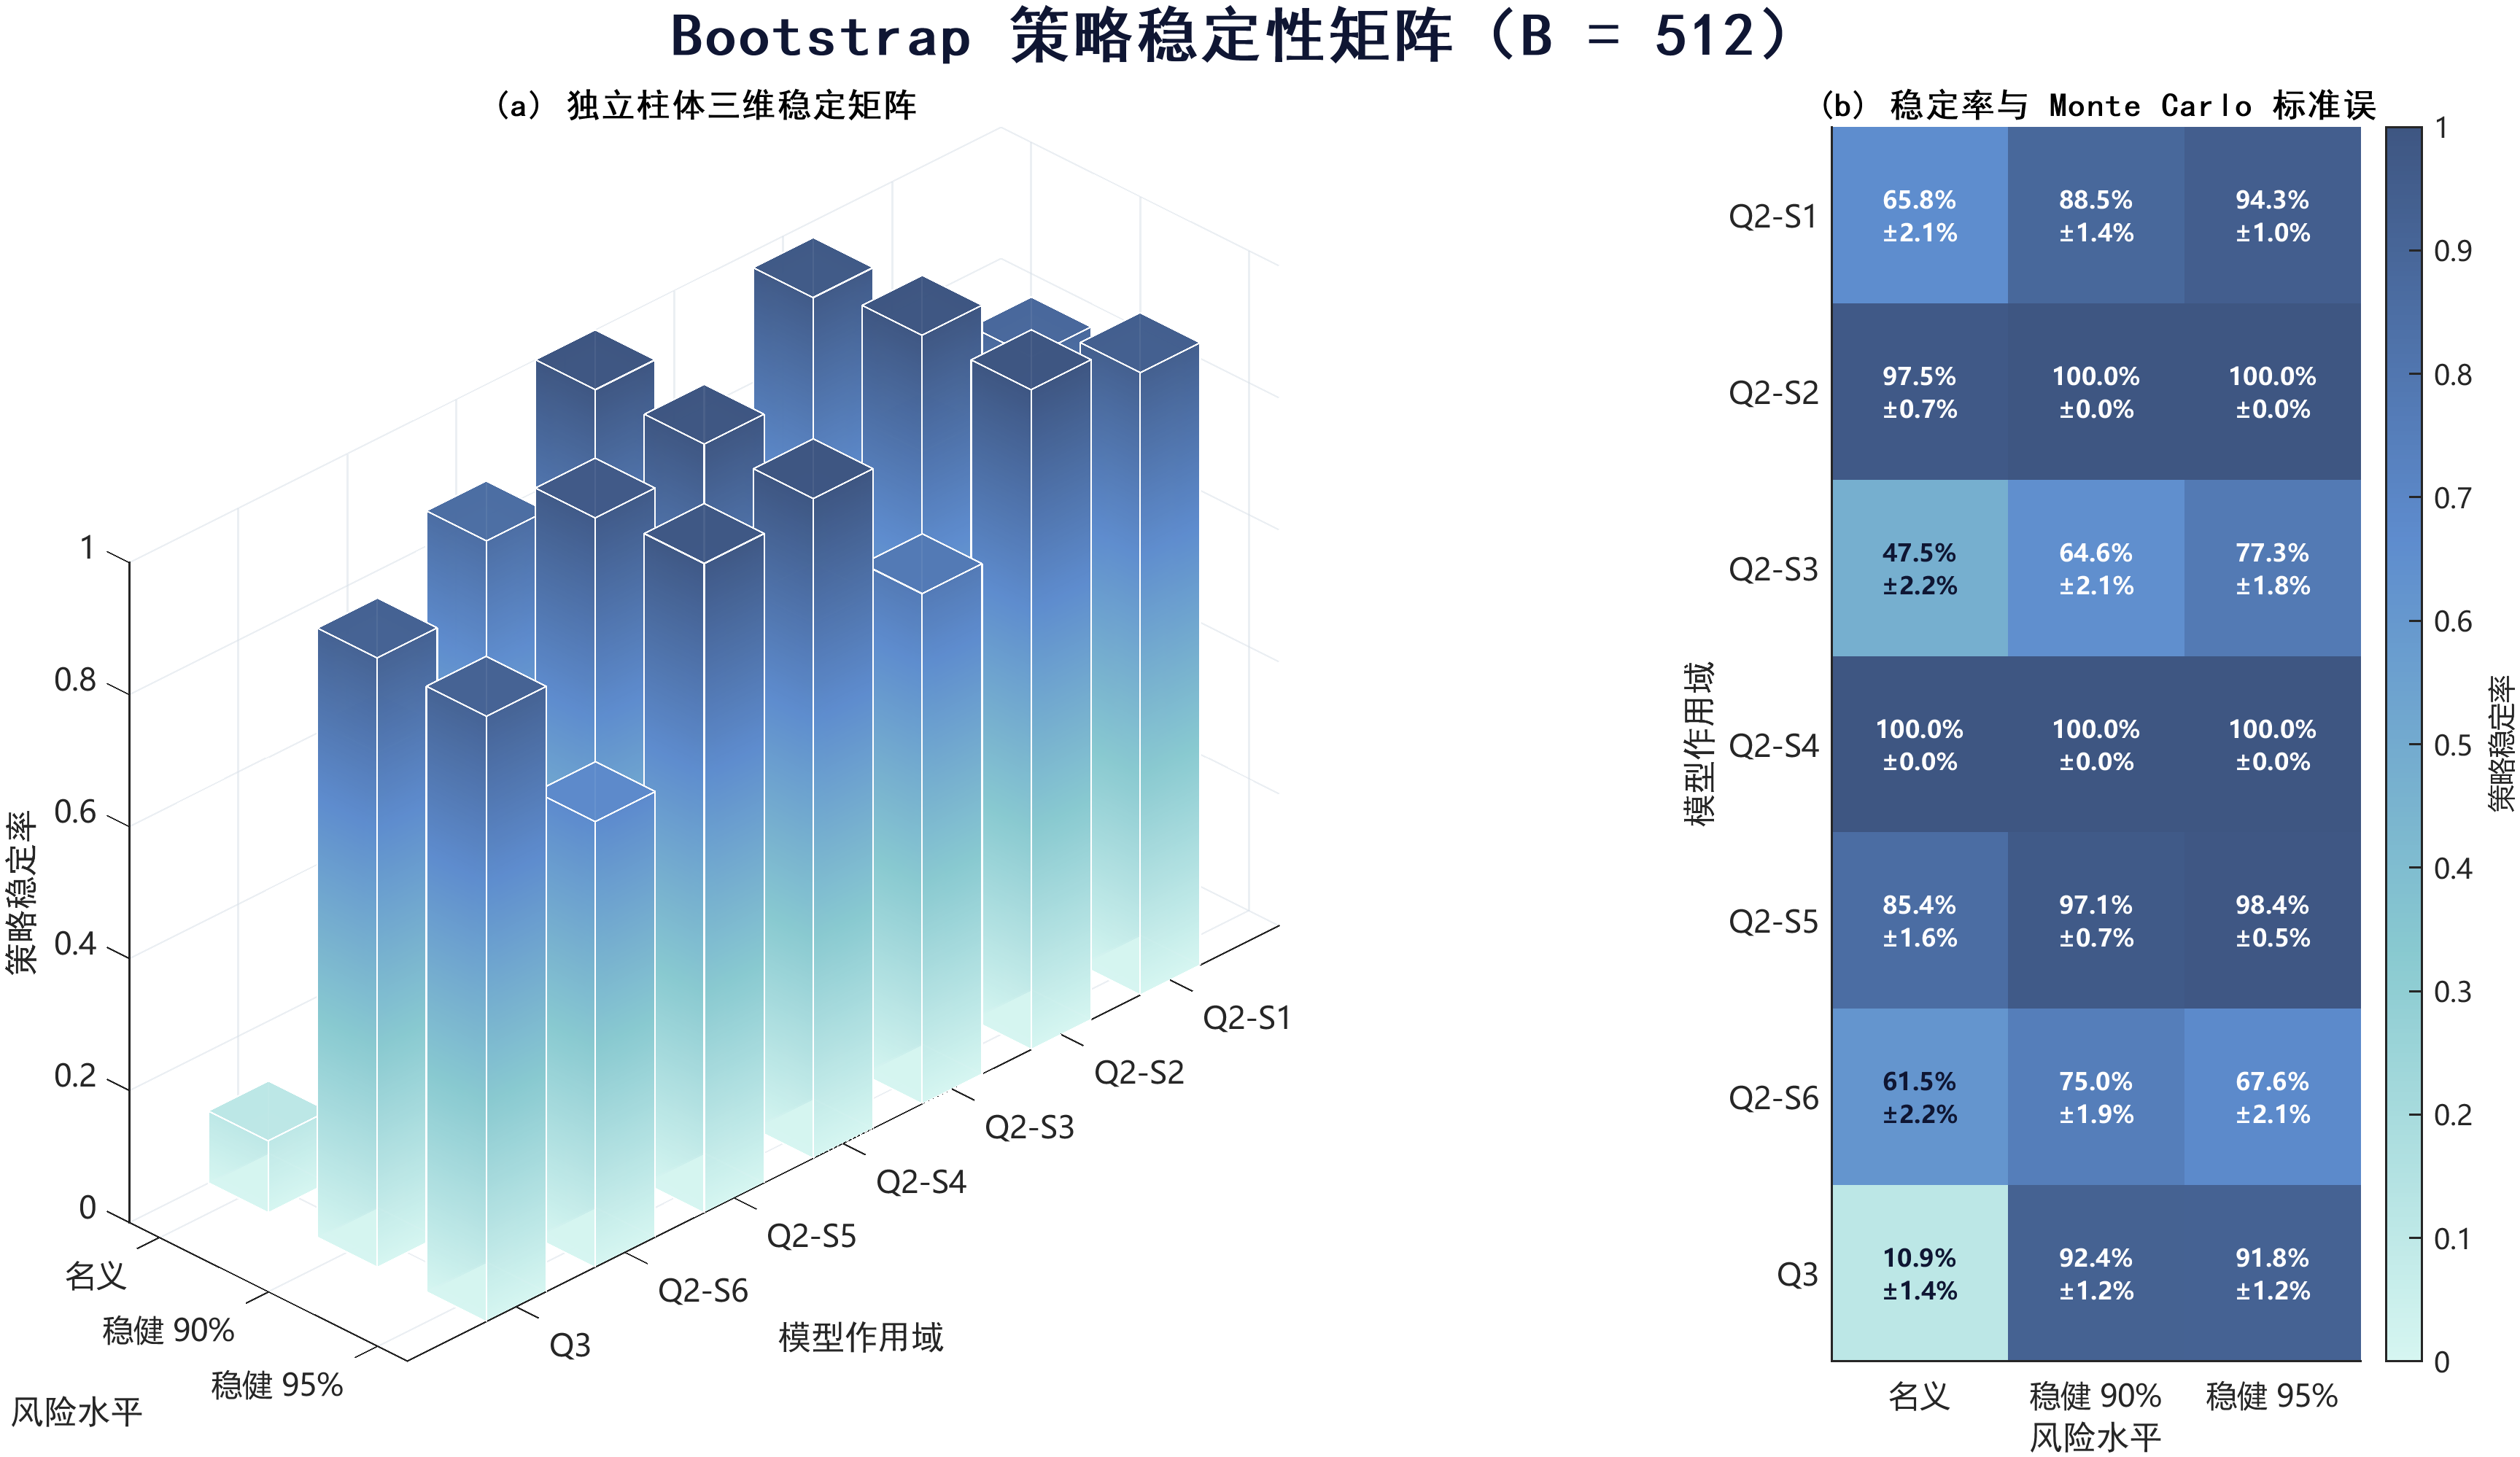 Bootstrap 策略稳定性矩阵（B = 512）
(a) 独立柱体三维稳定矩阵
1
0.8
0.6
0.4
0.2
0
策略稳定率
名义
稳健 90%
稳健 95%
风险水平
Q3
Q2-S6
Q2-S5
Q2-S4
Q2-S3
Q2-S2
Q2-S1
模型作用域
(b) 稳定率与 Monte Carlo 标准误
模型作用域
Q2-S1
65.8% 88.5% 94.3%
±2.1% ±1.4% ±1.0%
Q2-S2
97.5% 100.0% 100.0%
±0.7% ±0.0% ±0.0%
Q2-S3
47.5% 64.6% 77.3%
±2.2% ±2.1% ±1.8%
Q2-S4
100.0% 100.0% 100.0%
±0.0% ±0.0% ±0.0%
Q2-S5
85.4% 97.1% 98.4%
±1.6% ±0.7% ±0.5%
Q2-S6
61.5% 75.0% 67.6%
±2.2% ±1.9% ±2.1%
Q3
10.9% 92.4% 91.8%
±1.4% ±1.2% ±1.2%
名义 稳健 90% 稳健 95%
风险水平
1
0.9
0.8
0.7
0.6
0.5
0.4
0.3
0.2
0.1
0
策略稳定率